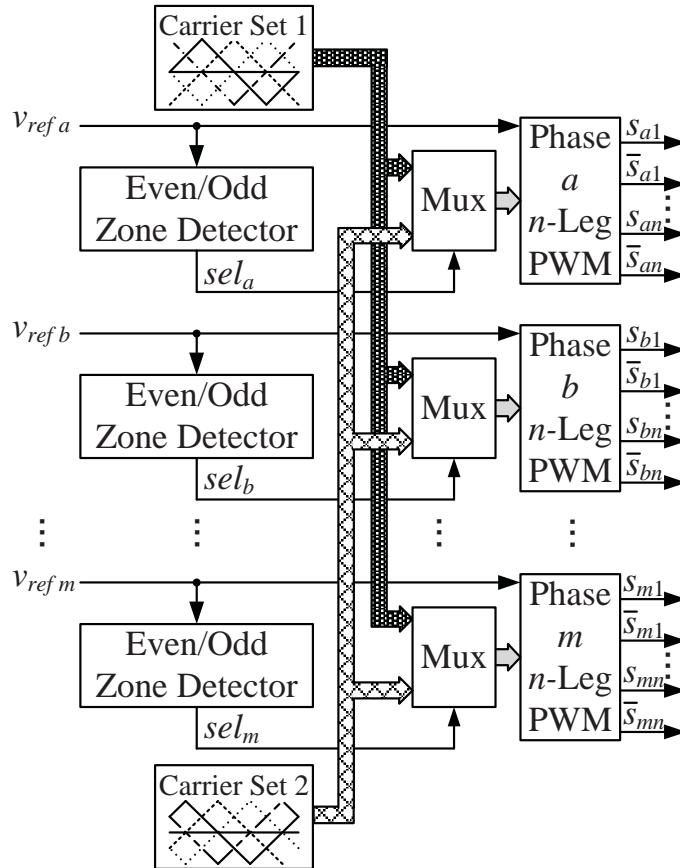 Carrier Set 1
v_ref a
Even/Odd
Zone Detector
sel_a
Mux
Phase
a
n-Leg
PWM
s_a1
s̅_a1
s_an
s̅_an
v_ref b
Even/Odd
Zone Detector
sel_b
Mux
Phase
b
n-Leg
PWM
s_b1
s̅_b1
s_bn
s̅_bn
v_ref m
Even/Odd
Zone Detector
sel_m
Mux
Phase
m
n-Leg
PWM
s_m1
s̅_m1
s_mn
s̅_mn
Carrier Set 2